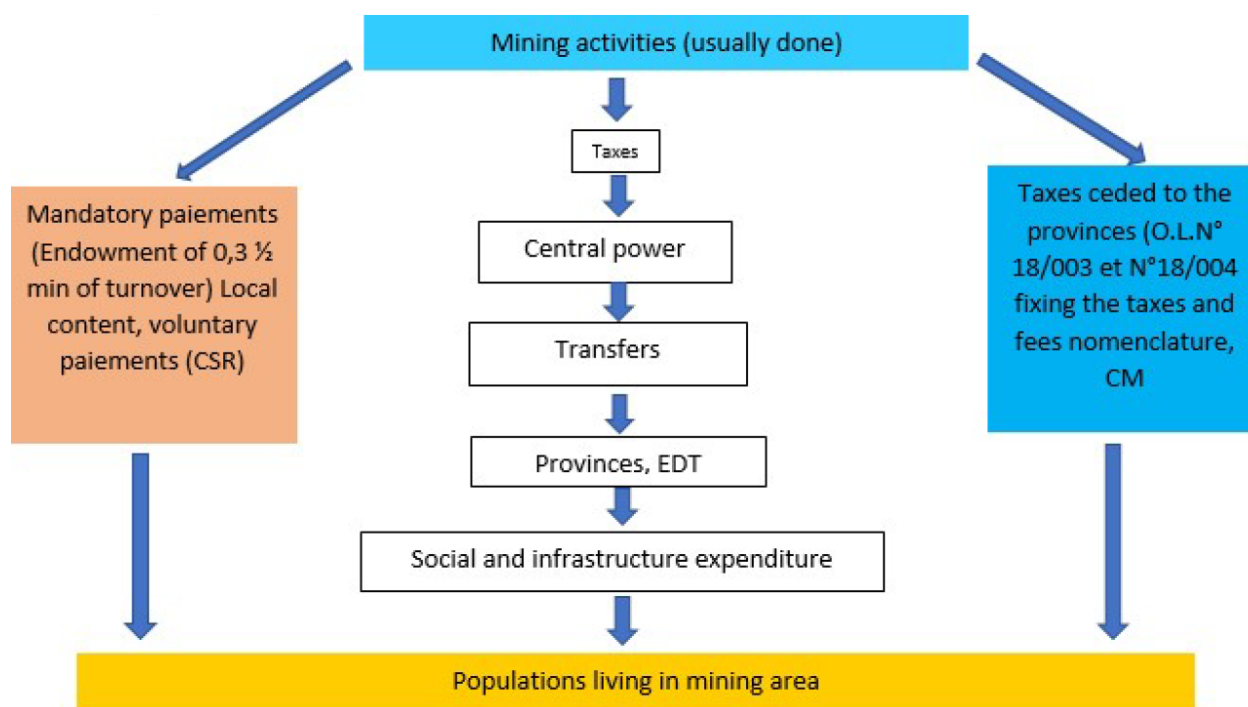 Mining activities (usually done)
Taxes
Mandatory paiements
(Endowment of 0,3 ½
min of turnover) Local
content, voluntary
paiements (CSR)
Central power
Transfers
Provinces, EDT
Social and infrastructure expenditure
Taxes ceded to the
provinces (O.L.N°
18/003 et N°18/004
fixing the taxes and
fees nomenclature,
CM
Populations living in mining area